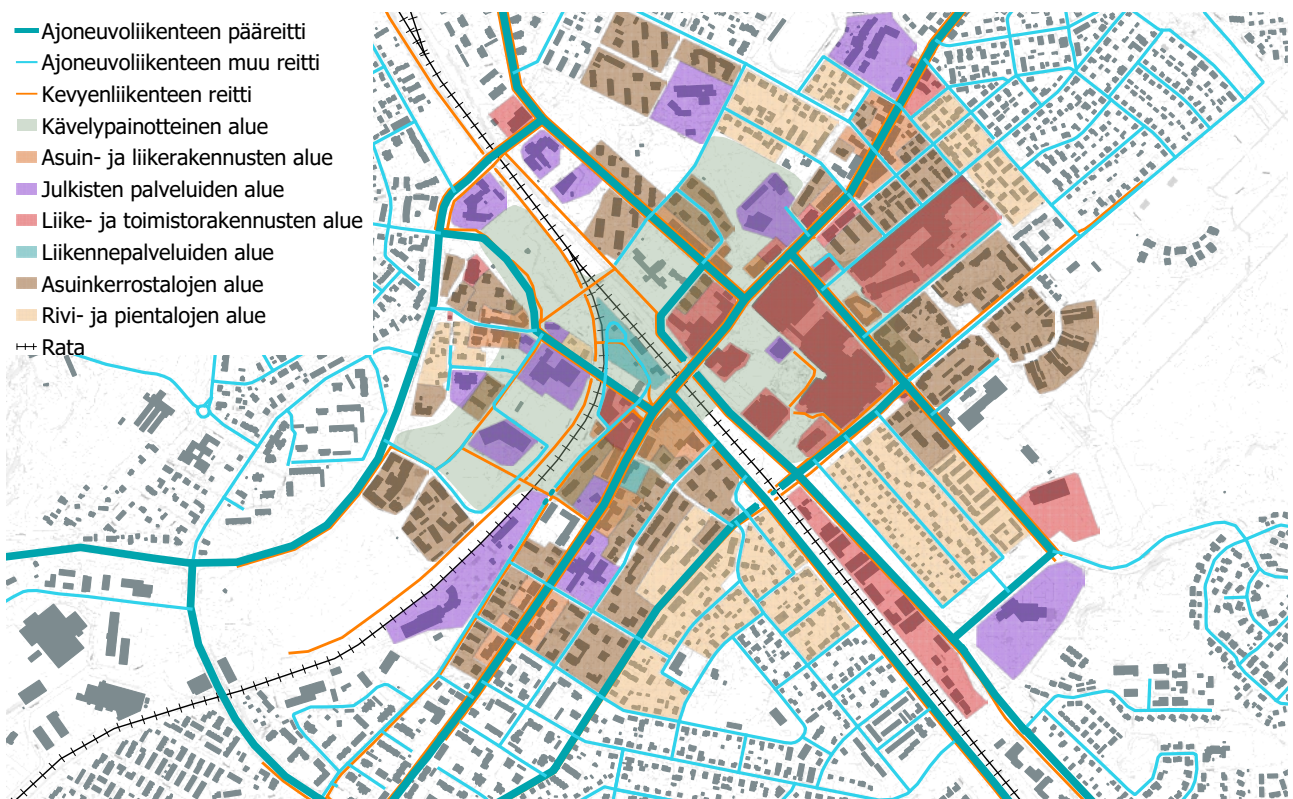 Ajoneuvoliikenteen pääreitti
Ajoneuvoliikenteen muu reitti
Kevyenliikenteen reitti
Kävelypainotteinen alue
Asuin- ja liikerakennusten alue
Julkisten palveluiden alue
Liike- ja toimistorakennusten alue
Liikennepalveluiden alue
Asuinkerrostalojen alue
Rivi- ja pientalojen alue
Rata